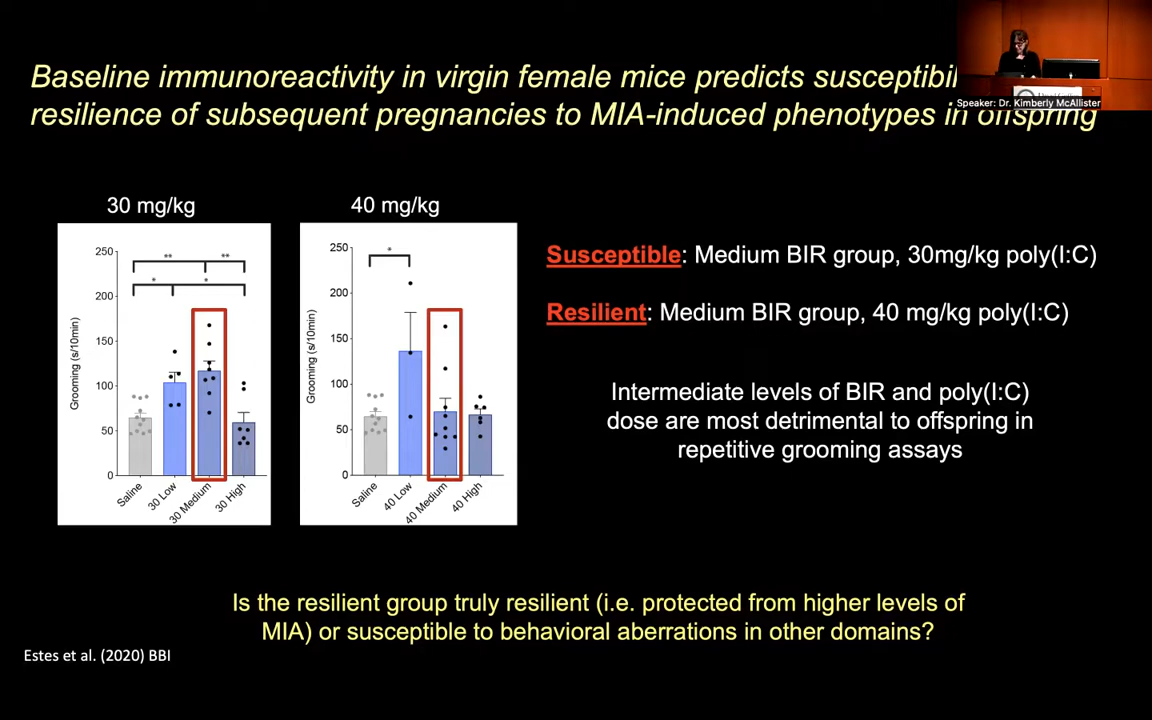 Baseline immunoreactivity in virgin female mice predicts
resilience of subsequent pregnancies to MIA-induced phenotypes in offspring
Speaker: Dr. Kimberly McAllister
30 mg/kg
40 mg/kg
250
200
150
100
50
0
Grooming (s/10min)
**
**
*
*
Saline
30 Low
30 Medium
30 High
250
200
150
100
50
0
Grooming (s/10min)
*
Saline
40 Low
40 Medium
40 High
Susceptible: Medium BIR group, 30mg/kg poly(I:C)
Resilient: Medium BIR group, 40 mg/kg poly(I:C)
Intermediate levels of BIR and poly(I:C)
dose are most detrimental to offspring in
repetitive grooming assays
Is the resilient group truly resilient (i.e. protected from higher levels of
MIA) or susceptible to behavioral aberrations in other domains?
Estes et al. (2020) BBI